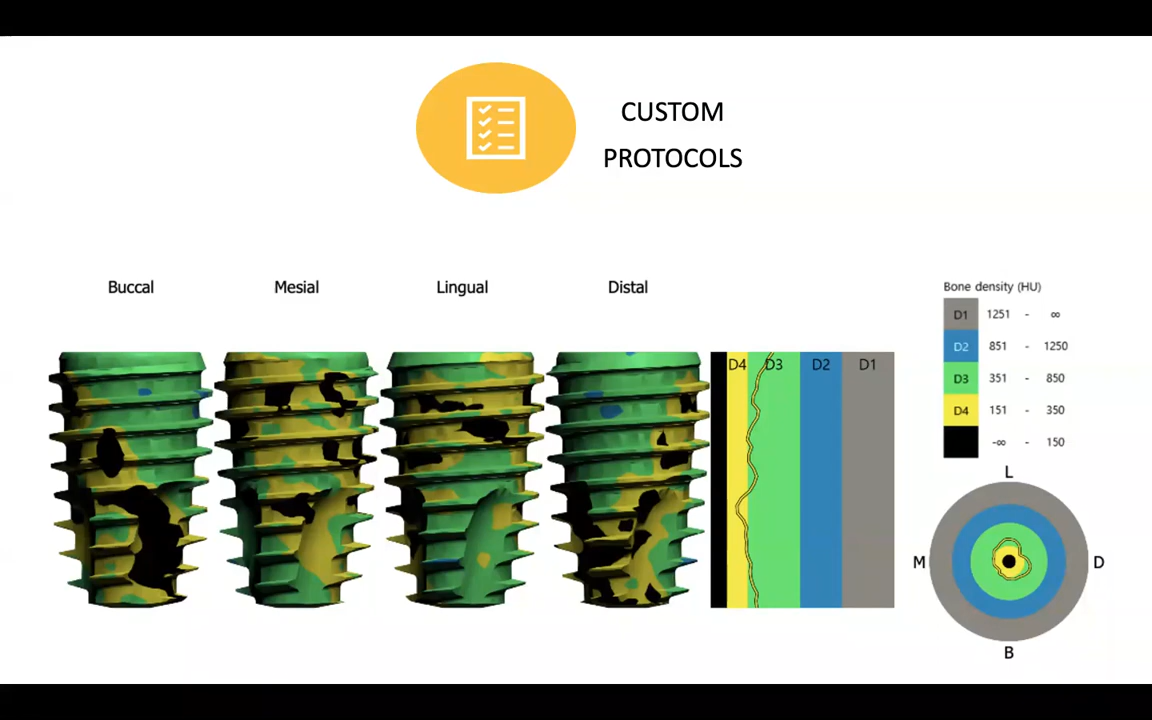 CUSTOM
PROTOCOLS
Buccal
Mesial
Lingual
Distal
D4 D3 D2 D1
Bone density (HU)
D1 1251 - ∞
D2 851 - 1250
D3 351 - 850
D4 151 - 350
-∞ - 150
L
M
D
B